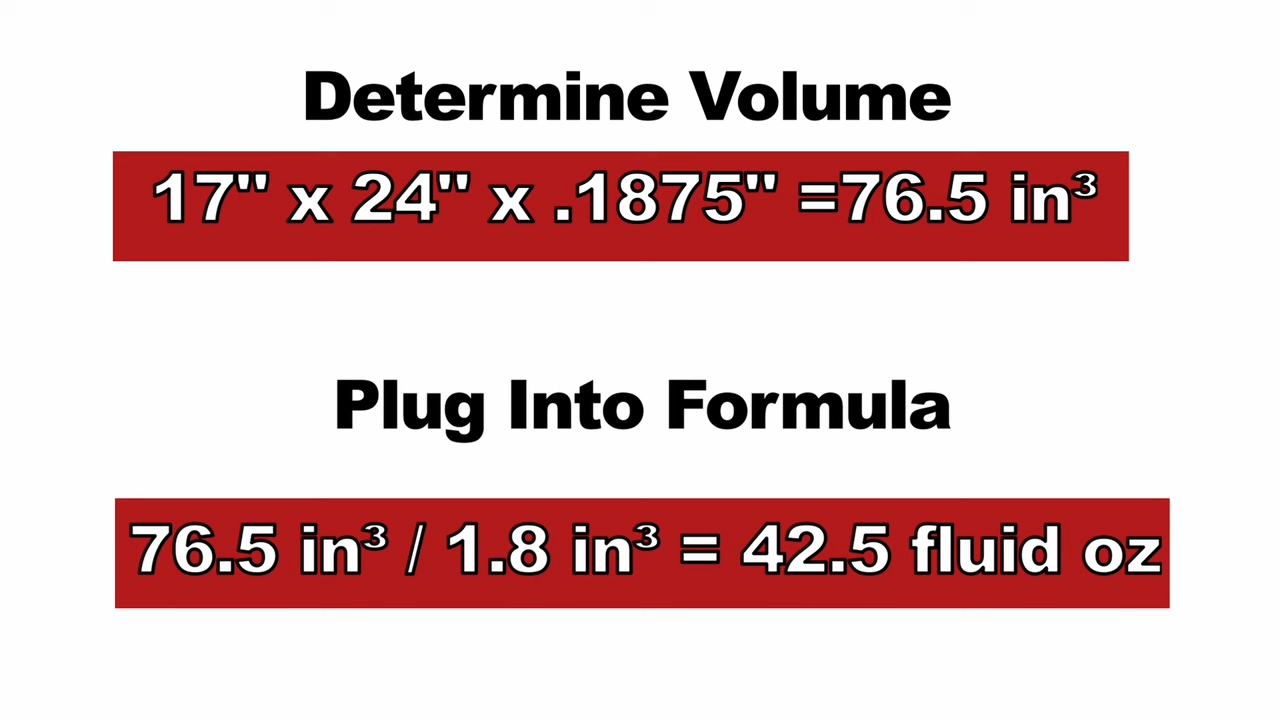 Determine Volume
17" x 24" x .1875" =76.5 in³
Plug Into Formula
76.5 in³ / 1.8 in³ = 42.5 fluid oz